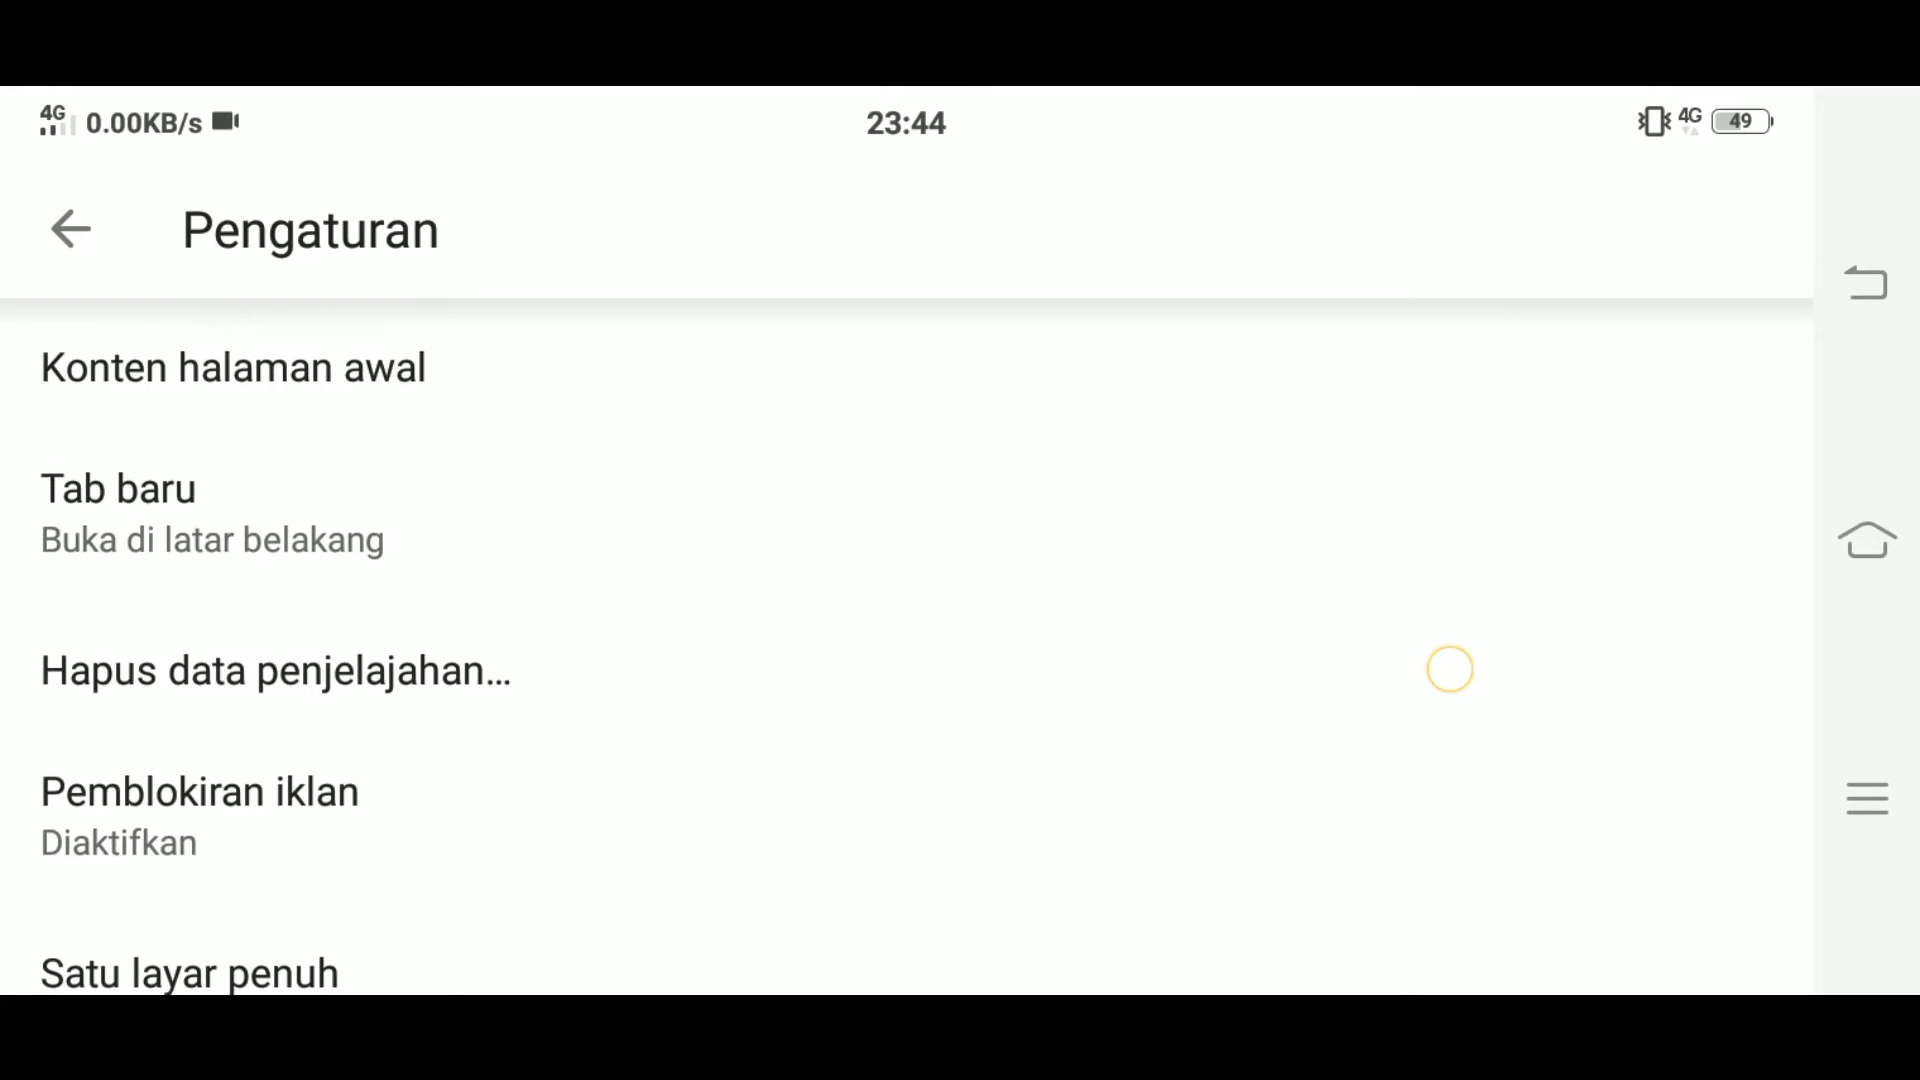 4G 0.00KB/s 23:44 4G 49
Pengaturan
Konten halaman awal
Tab baru
Buka di latar belakang
Hapus data penjelajahan...
Pemblokiran iklan
Diaktifkan
Satu layar penuh